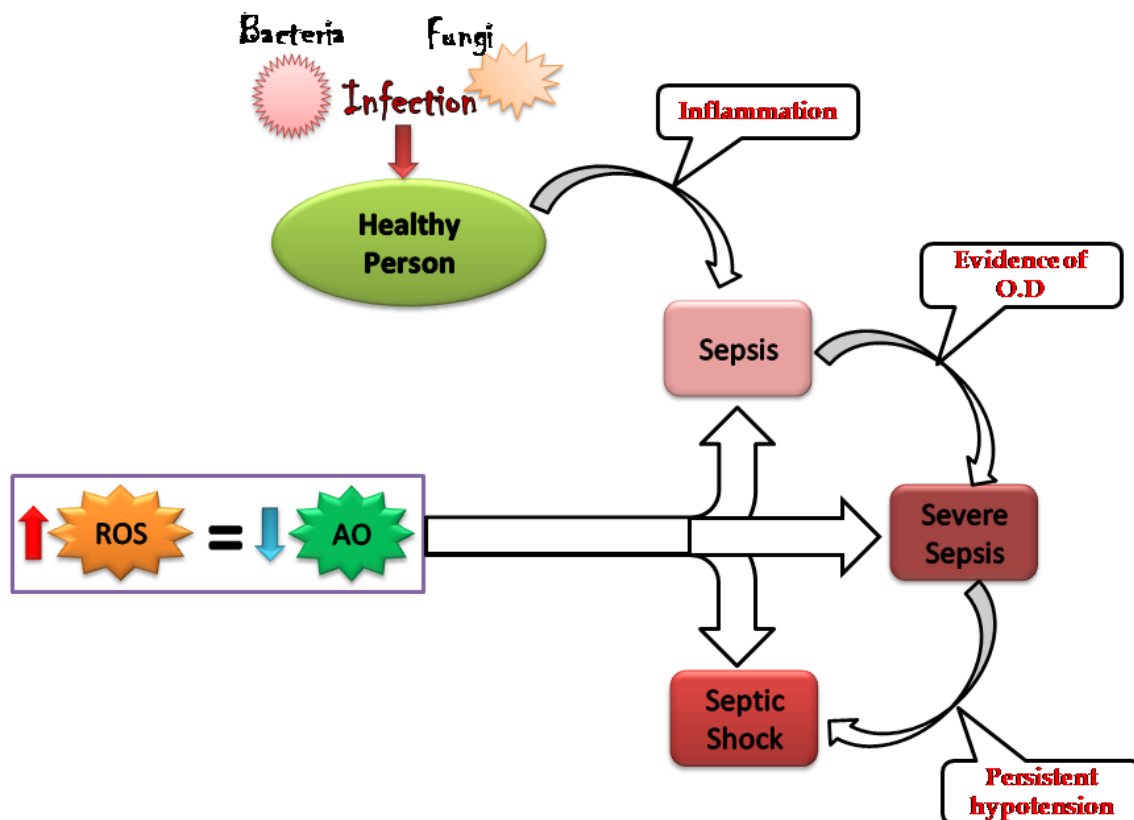 Bacteria
Fungi
Infection
Inflammation
Healthy
Person
Evidence of
O.D
Sepsis
ROS
=
AO
Severe
Sepsis
Septic
Shock
Persistent
hypotension